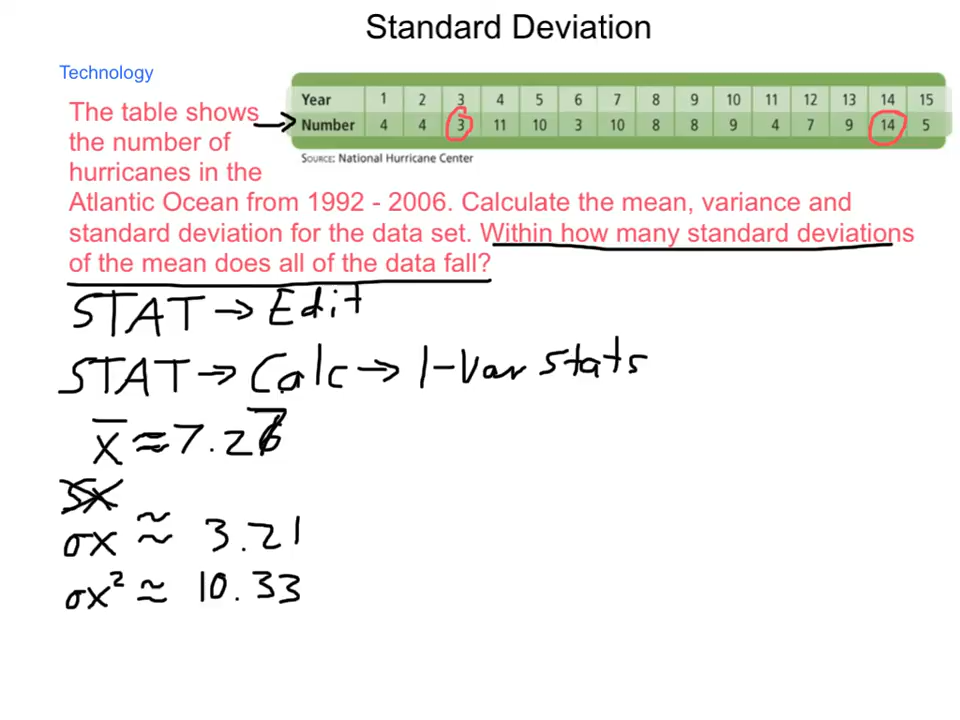 Standard Deviation
Technology
The table shows
the number of
hurricanes in the
Atlantic Ocean from 1992 - 2006. Calculate the mean, variance and
standard deviation for the data set. Within how many standard deviations
of the mean does all of the data fall?
Year 1 2 3 4 5 6 7 8 9 10 11 12 13 14 15
Number 4 4 3 11 10 3 10 8 8 9 4 7 9 14 5
SOURCE: National Hurricane Center
STAT → Edit
STAT → Calc → 1-Var Stats
x̄ ≈ 7.2
Sx
σx ≈ 3.21
σx² ≈ 10.33